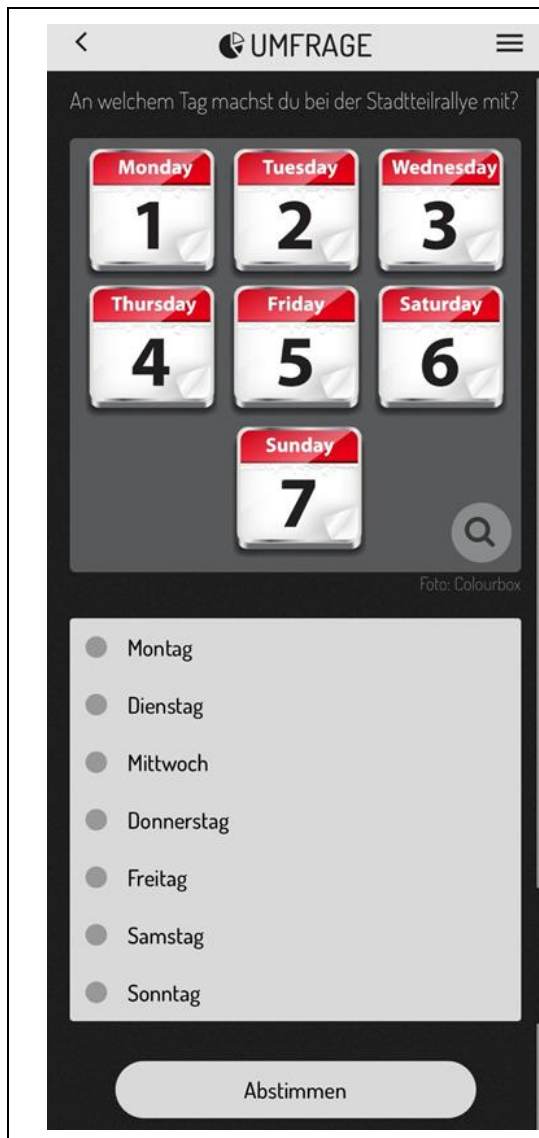 UMFRAGE
An welchem Tag machst du bei der Stadtteilrallye mit?
Monday Tuesday Wednesday
1 2 3
Thursday Friday Saturday
4 5 6
Sunday
7
Foto: Colourbox
Montag
Dienstag
Mittwoch
Donnerstag
Freitag
Samstag
Sonntag
Abstimmen